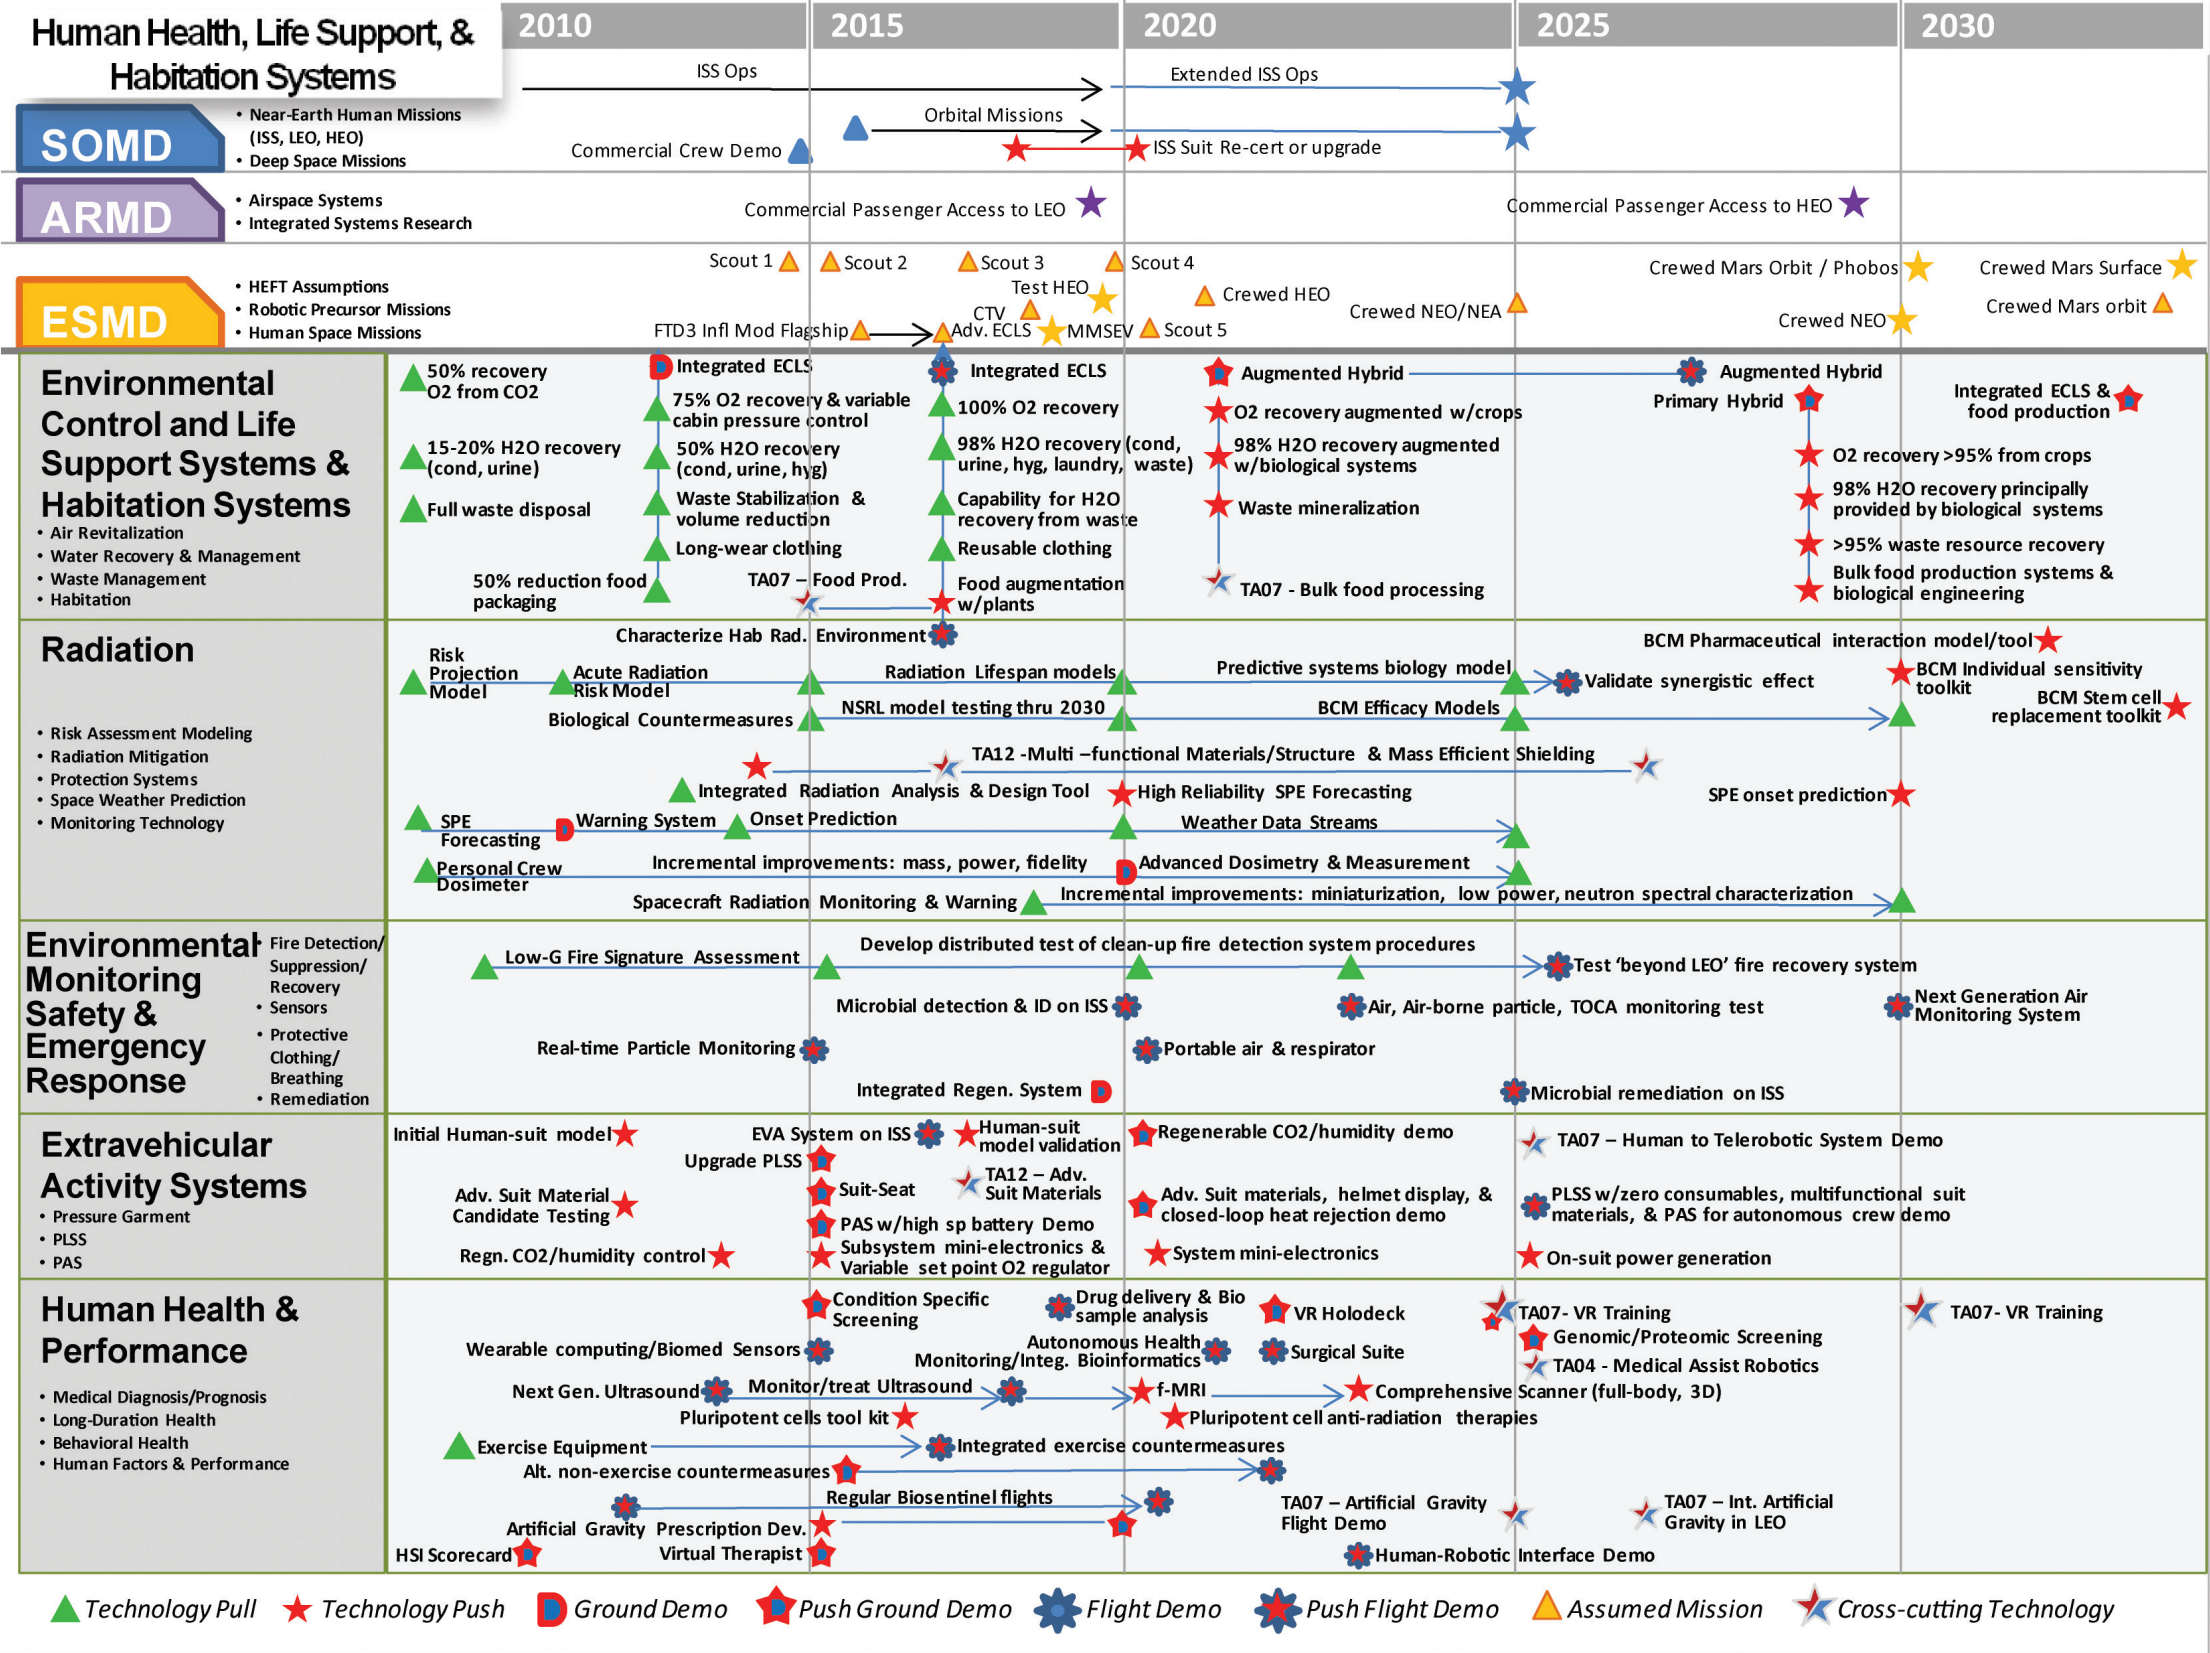 Human Health, Life Support, &
Habitation Systems
2010
2015
2020
2025
2030
SOMD
• Near-Earth Human Missions
(ISS, LEO, HEO)
• Deep Space Missions
ISS Ops
Extended ISS Ops
Orbital Missions
Commercial Crew Demo
ISS Suit Re-cert or upgrade
ARMD
• Airspace Systems
• Integrated Systems Research
Commercial Passenger Access to LEO
Commercial Passenger Access to HEO
ESMD
• HEFT Assumptions
• Robotic Precursor Missions
• Human Space Missions
Scout 1
Scout 2
Scout 3
Scout 4
Test HEO
CTV
Crewed HEO
Crewed NEO/NEA
Crewed Mars Orbit / Phobos
Crewed Mars Surface
Crewed Mars orbit
Crewed NEO
FTD3 Infl Mod Flagship
Adv. ECLS
MMSEV
Scout 5
Environmental
Control and Life
Support Systems &
Habitation Systems
• Air Revitalization
• Water Recovery & Management
• Waste Management
• Habitation
50% recovery
O2 from CO2
15-20% H2O recovery
(cond, urine)
Full waste disposal
Integrated ECLS
75% O2 recovery & variable
cabin pressure control
50% H2O recovery
(cond, urine, hyg)
Waste Stabilization &
volume reduction
Long-wear clothing
50% reduction food
packaging
TA07 – Food Prod.
Integrated ECLS
100% O2 recovery
98% H2O recovery (cond,
urine, hyg, laundry, waste)
Capability for H2O
recovery from waste
Reusable clothing
Food augmentation
w/plants
Augmented Hybrid
O2 recovery augmented w/crops
98% H2O recovery augmented
w/biological systems
Waste mineralization
TA07 - Bulk food processing
Augmented Hybrid
Primary Hybrid
O2 recovery >95% from crops
98% H2O recovery principally
provided by biological systems
>95% waste resource recovery
Bulk food production systems &
biological engineering
Integrated ECLS &
food production
Radiation
• Risk Assessment Modeling
• Radiation Mitigation
• Protection Systems
• Space Weather Prediction
• Monitoring Technology
Characterize Hab Rad. Environment
BCM Pharmaceutical interaction model/tool
Risk
Projection
Model
Acute Radiation
Risk Model
Radiation Lifespan models
Predictive systems biology model
Validate synergistic effect
BCM Individual sensitivity
toolkit
BCM Stem cell
replacement toolkit
Biological Countermeasures
NSRL model testing thru 2030
BCM Efficacy Models
TA12 -Multi –functional Materials/Structure & Mass Efficient Shielding
Integrated Radiation Analysis & Design Tool
High Reliability SPE Forecasting
SPE onset prediction
SPE
Forecasting
Warning System
Onset Prediction
Weather Data Streams
Personal Crew
Dosimeter
Incremental improvements: mass, power, fidelity
Advanced Dosimetry & Measurement
Spacecraft Radiation Monitoring & Warning
Incremental improvements: miniaturization, low power, neutron spectral characterization
Environmental
Monitoring
Safety &
Emergency
Response
• Fire Detection/
Suppression/
Recovery
• Sensors
• Protective
Clothing/
Breathing
• Remediation
Low-G Fire Signature Assessment
Develop distributed test of clean-up fire detection system procedures
Test ‘beyond LEO’ fire recovery system
Microbial detection & ID on ISS
Air, Air-borne particle, TOCA monitoring test
Next Generation Air
Monitoring System
Real-time Particle Monitoring
Portable air & respirator
Integrated Regen. System
Microbial remediation on ISS
Extravehicular
Activity Systems
• Pressure Garment
• PLSS
• PAS
Initial Human-suit model
EVA System on ISS
Human-suit
model validation
Regenerable CO2/humidity demo
TA07 – Human to Telerobotic System Demo
Upgrade PLSS
Adv. Suit Material
Candidate Testing
Suit-Seat
TA12 – Adv.
Suit Materials
Adv. Suit materials, helmet display, &
closed-loop heat rejection demo
PLSS w/zero consumables, multifunctional suit
materials, & PAS for autonomous crew demo
PAS w/high sp battery Demo
Regn. CO2/humidity control
Subsystem mini-electronics &
Variable set point O2 regulator
System mini-electronics
On-suit power generation
Human Health &
Performance
• Medical Diagnosis/Prognosis
• Long-Duration Health
• Behavioral Health
• Human Factors & Performance
Condition Specific
Screening
Drug delivery & Bio
sample analysis
VR Holodeck
TA07- VR Training
TA07- VR Training
Wearable computing/Biomed Sensors
Autonomous Health
Monitoring/Integ. Bioinformatics
Surgical Suite
Genomic/Proteomic Screening
TA04 - Medical Assist Robotics
Next Gen. Ultrasound
Monitor/treat Ultrasound
f-MRI
Comprehensive Scanner (full-body, 3D)
Pluripotent cells tool kit
Pluripotent cell anti-radiation therapies
Exercise Equipment
Integrated exercise countermeasures
Alt. non-exercise countermeasures
Regular Biosentinel flights
TA07 – Artificial Gravity
Flight Demo
TA07 – Int. Artificial
Gravity in LEO
Artificial Gravity Prescription Dev.
HSI Scorecard
Virtual Therapist
Human-Robotic Interface Demo
Technology Pull
Technology Push
D Ground Demo
Push Ground Demo
Flight Demo
Push Flight Demo
Assumed Mission
Cross-cutting Technology